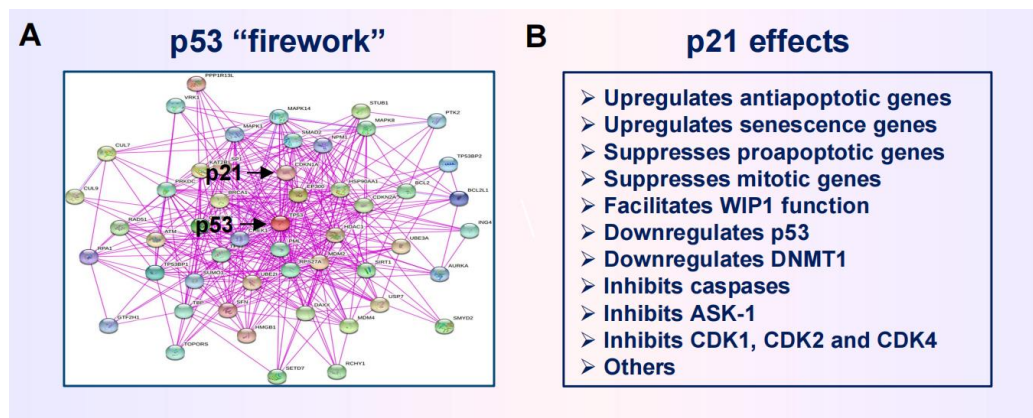 A
p53 “firework”
PPP1R13L
VRK1
MAPK14
STUB1
PTK2
MAPK1
SMAD2
NPM1
MAPK8
CUL7
TP53BP2
CDKN1A
p21
PRKDC
HSP90AA1
BCL2
BCL2L1
CUL9
BRCA1
EP300
CDKN2A
RAD51
p53
TP53
ING4
ATM
HDAC1
UBE3A
RPA1
PML
MDM2
TP53BP1
RPS27A
SIRT1
AURKA
SUMO1
UBE2I
USP7
TBP
SFN
DAXX
GTF2H1
HMGB1
MDM4
SMYD2
TOPORS
RCHY1
SETD7
B
p21 effects
➢ Upregulates antiapoptotic genes
➢ Upregulates senescence genes
➢ Suppresses proapoptotic genes
➢ Suppresses mitotic genes
➢ Facilitates WIP1 function
➢ Downregulates p53
➢ Downregulates DNMT1
➢ Inhibits caspases
➢ Inhibits ASK-1
➢ Inhibits CDK1, CDK2 and CDK4
➢ Others